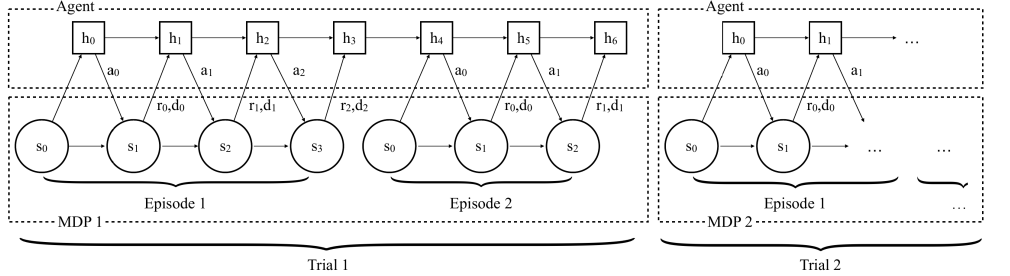 Agent Agent
h₀ h₁ h₂ h₃ h₄ h₅ h₆ h₀ h₁ …
a₀ a₁ a₂ a₀ a₁ a₀ a₁
r₀,d₀ r₁,d₁ r₂,d₂ r₀,d₀ r₁,d₁ r₀,d₀
s₀ s₁ s₂ s₃ s₀ s₁ s₂ s₀ s₁ … …
Episode 1 Episode 2 Episode 1 …
MDP 1 MDP 2
Trial 1 Trial 2